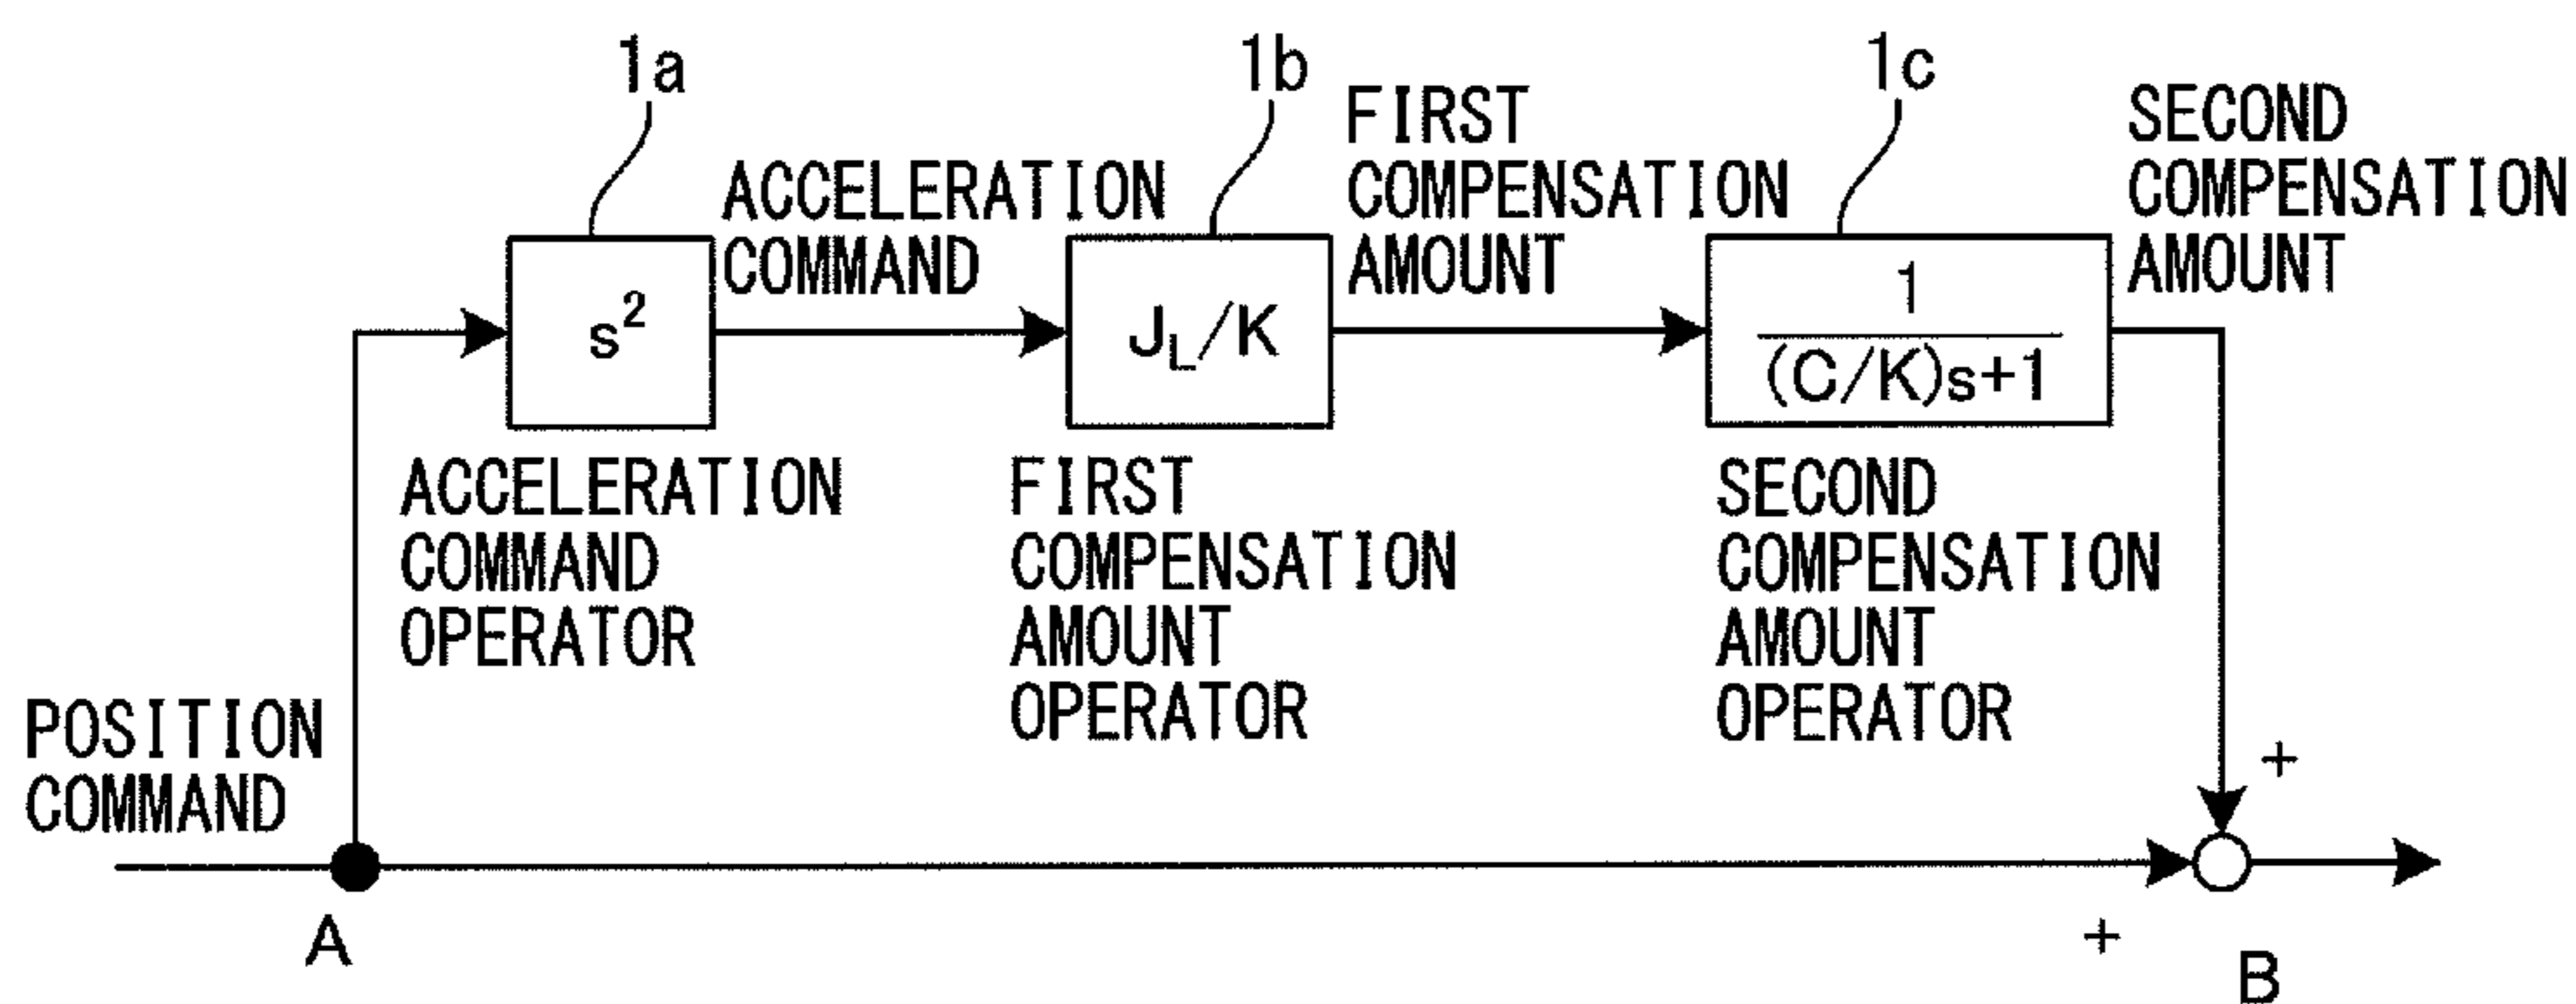 1a
1b
1c
ACCELERATION
COMMAND
FIRST
COMPENSATION
AMOUNT
SECOND
COMPENSATION
AMOUNT
s²
J_L/K
1
(C/K)s+1
ACCELERATION
COMMAND
OPERATOR
FIRST
COMPENSATION
AMOUNT
OPERATOR
SECOND
COMPENSATION
AMOUNT
OPERATOR
POSITION
COMMAND
+
+
A
B